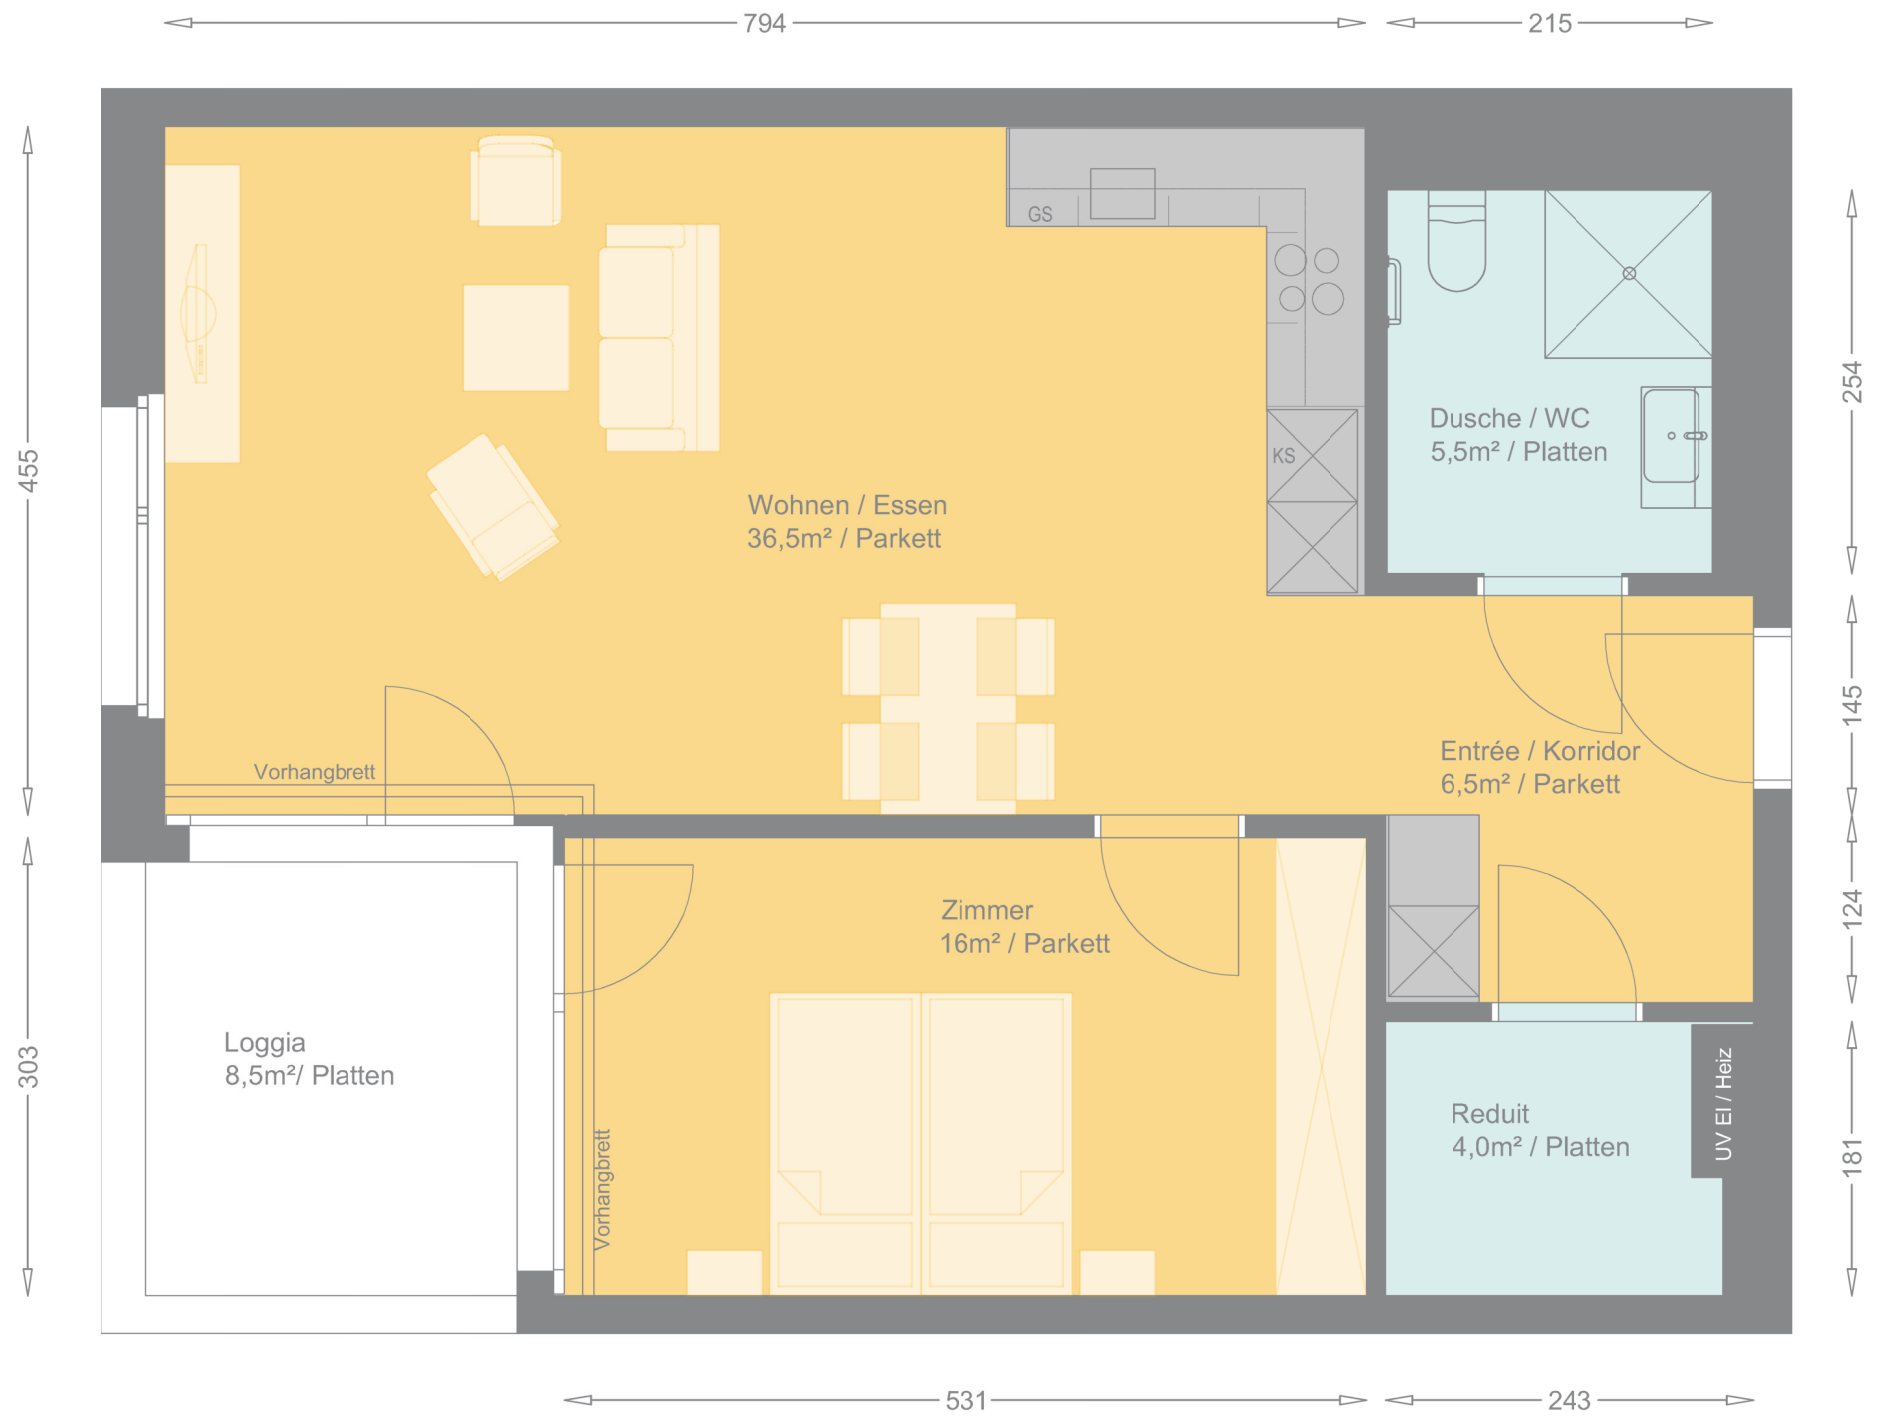 794
215
GS
254
Dusche / WC
5,5m² / Platten
KS
455
Wohnen / Essen
36,5m² / Parkett
145
Entrée / Korridor
6,5m² / Parkett
Vorhangbrett
124
Zimmer
16m² / Parkett
303
Loggia
8,5m²/ Platten
Vorhangbrett
Reduit
4,0m² / Platten
UV El / Heiz
181
531
243